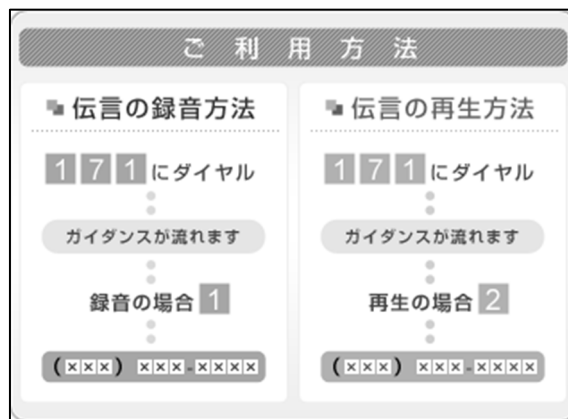 ご利用方法
伝言の録音方法
171にダイヤル
ガイダンスが流れます
録音の場合1
(×××) ×××-××××
伝言の再生方法
171にダイヤル
ガイダンスが流れます
再生の場合2
(×××) ×××-××××